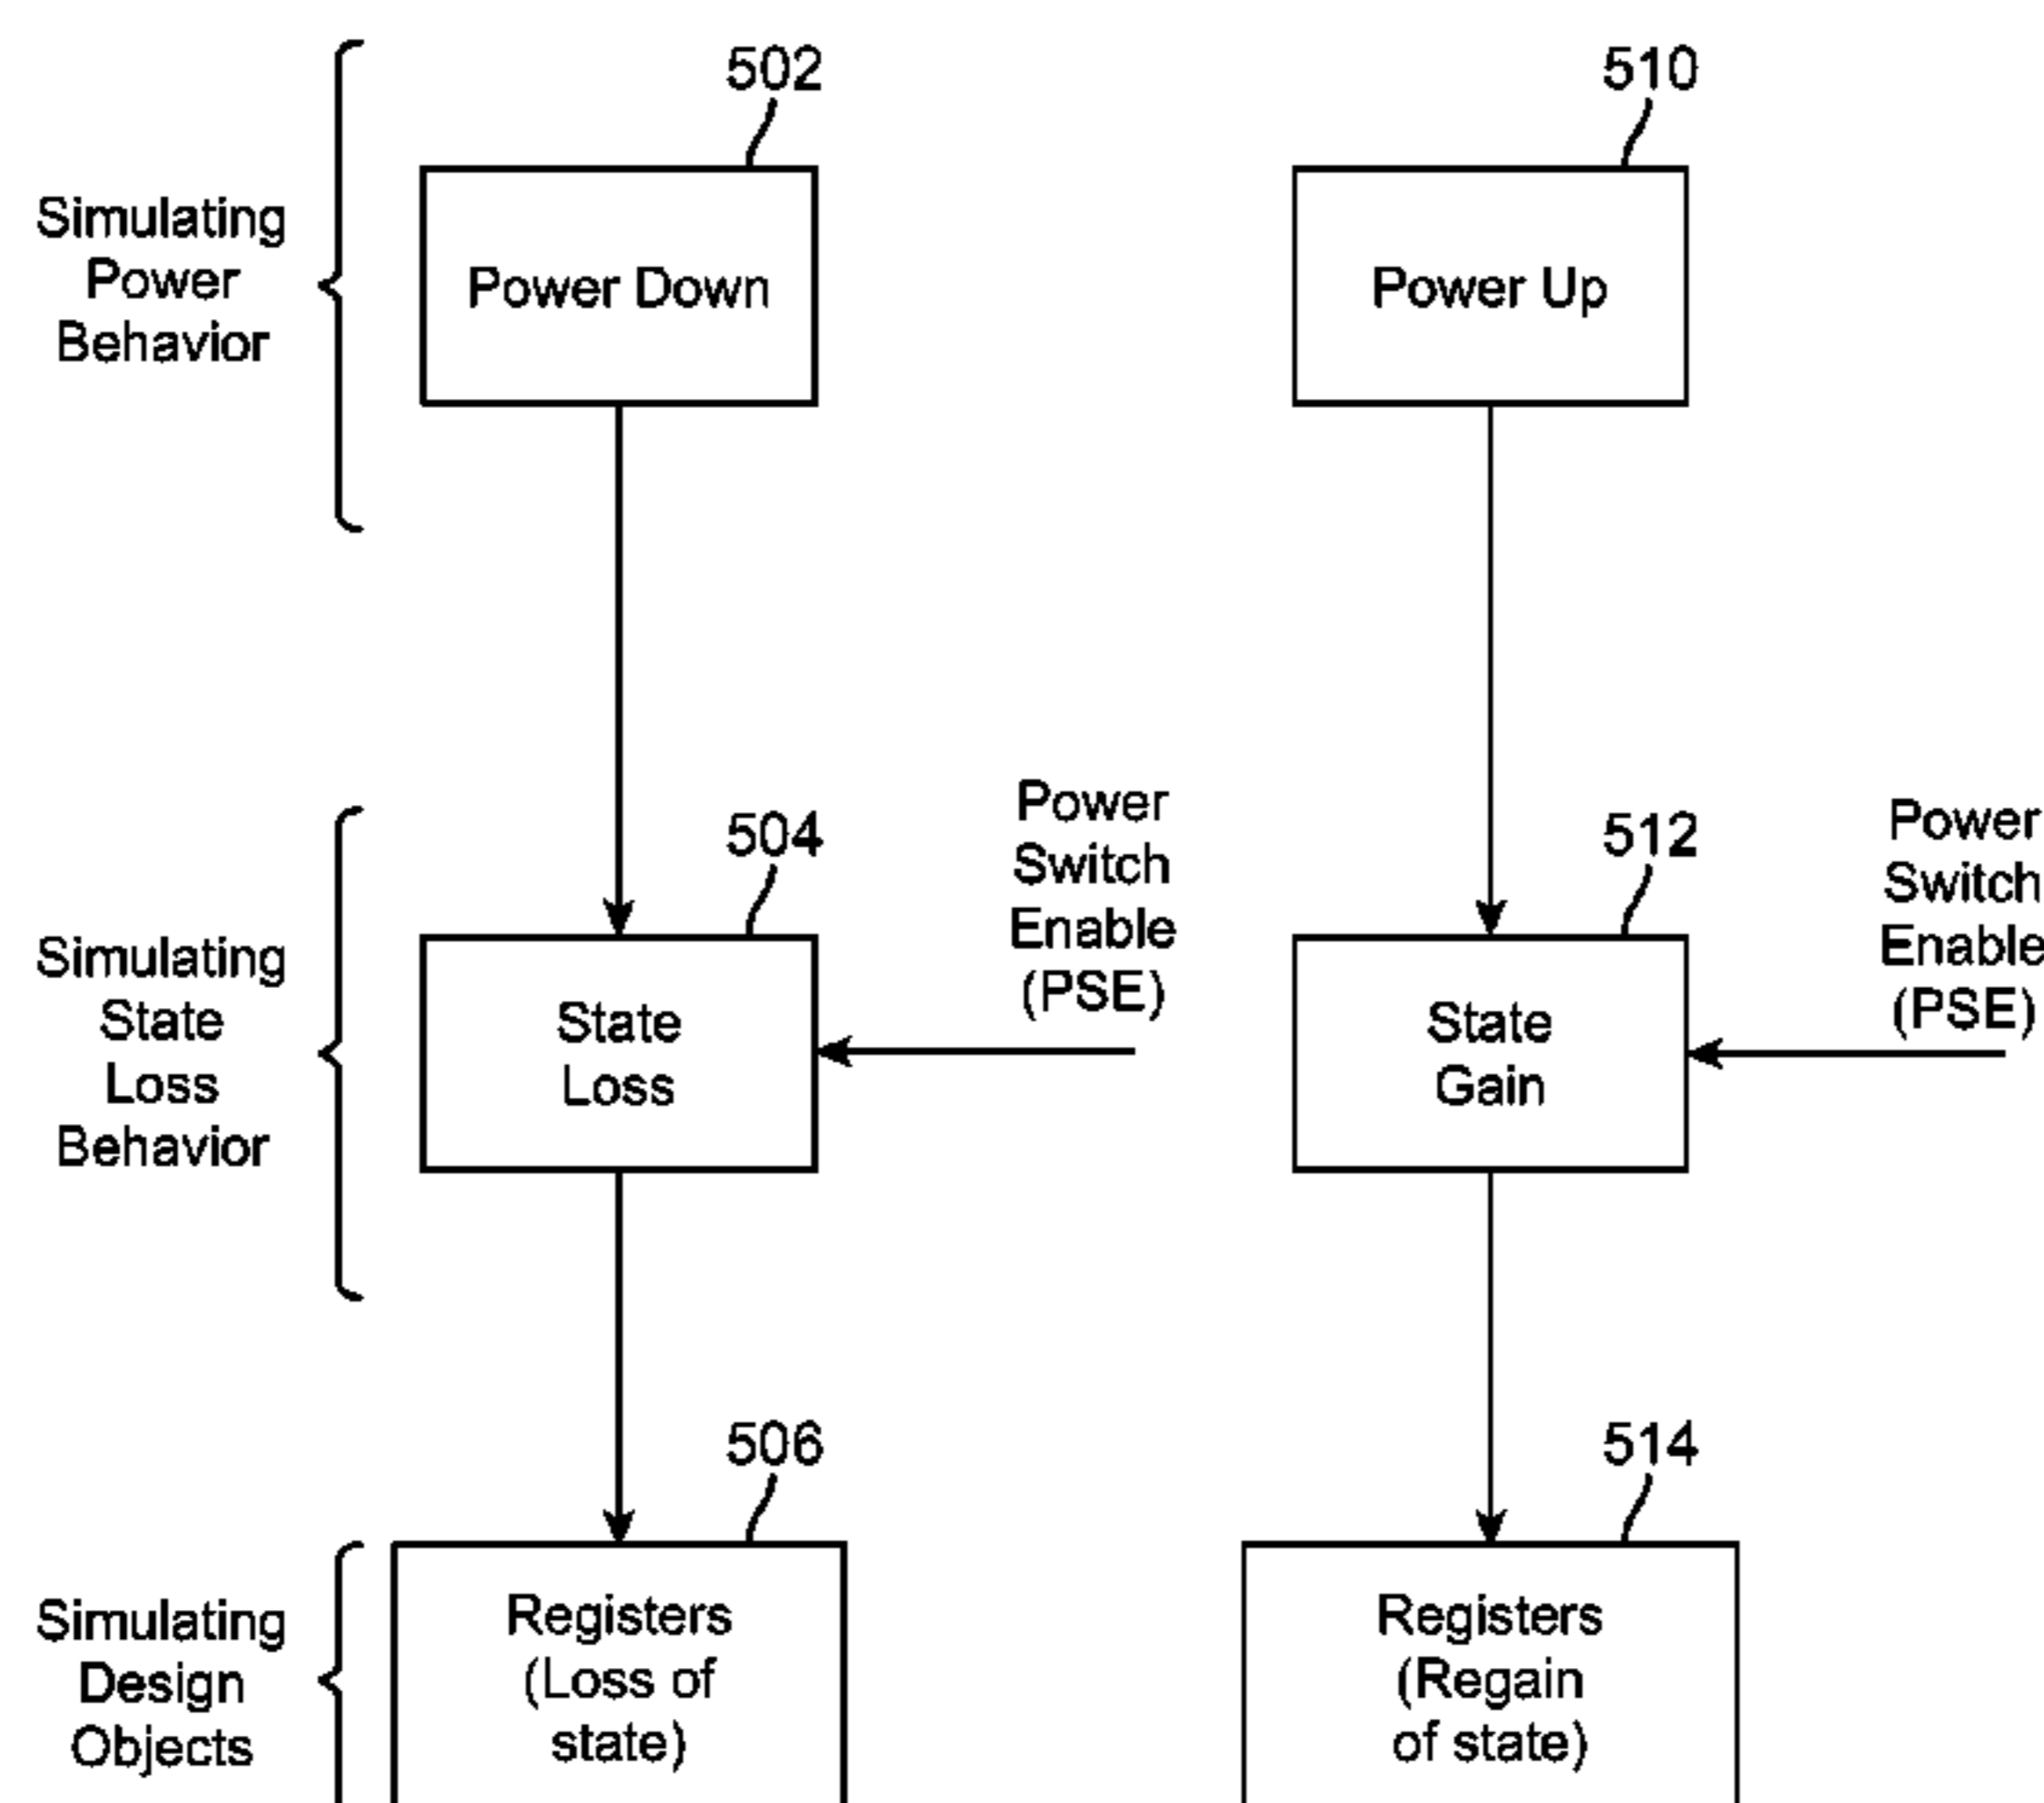 502
510
Simulating
Power
Behavior
Power Down
Power Up
504
Power
Switch
Enable
(PSE)
512
Power
Switch
Enable
(PSE)
Simulating
State
Loss
Behavior
State
Loss
State
Gain
506
514
Simulating
Design
Objects
Registers
(Loss of
state)
Registers
(Regain
of state)